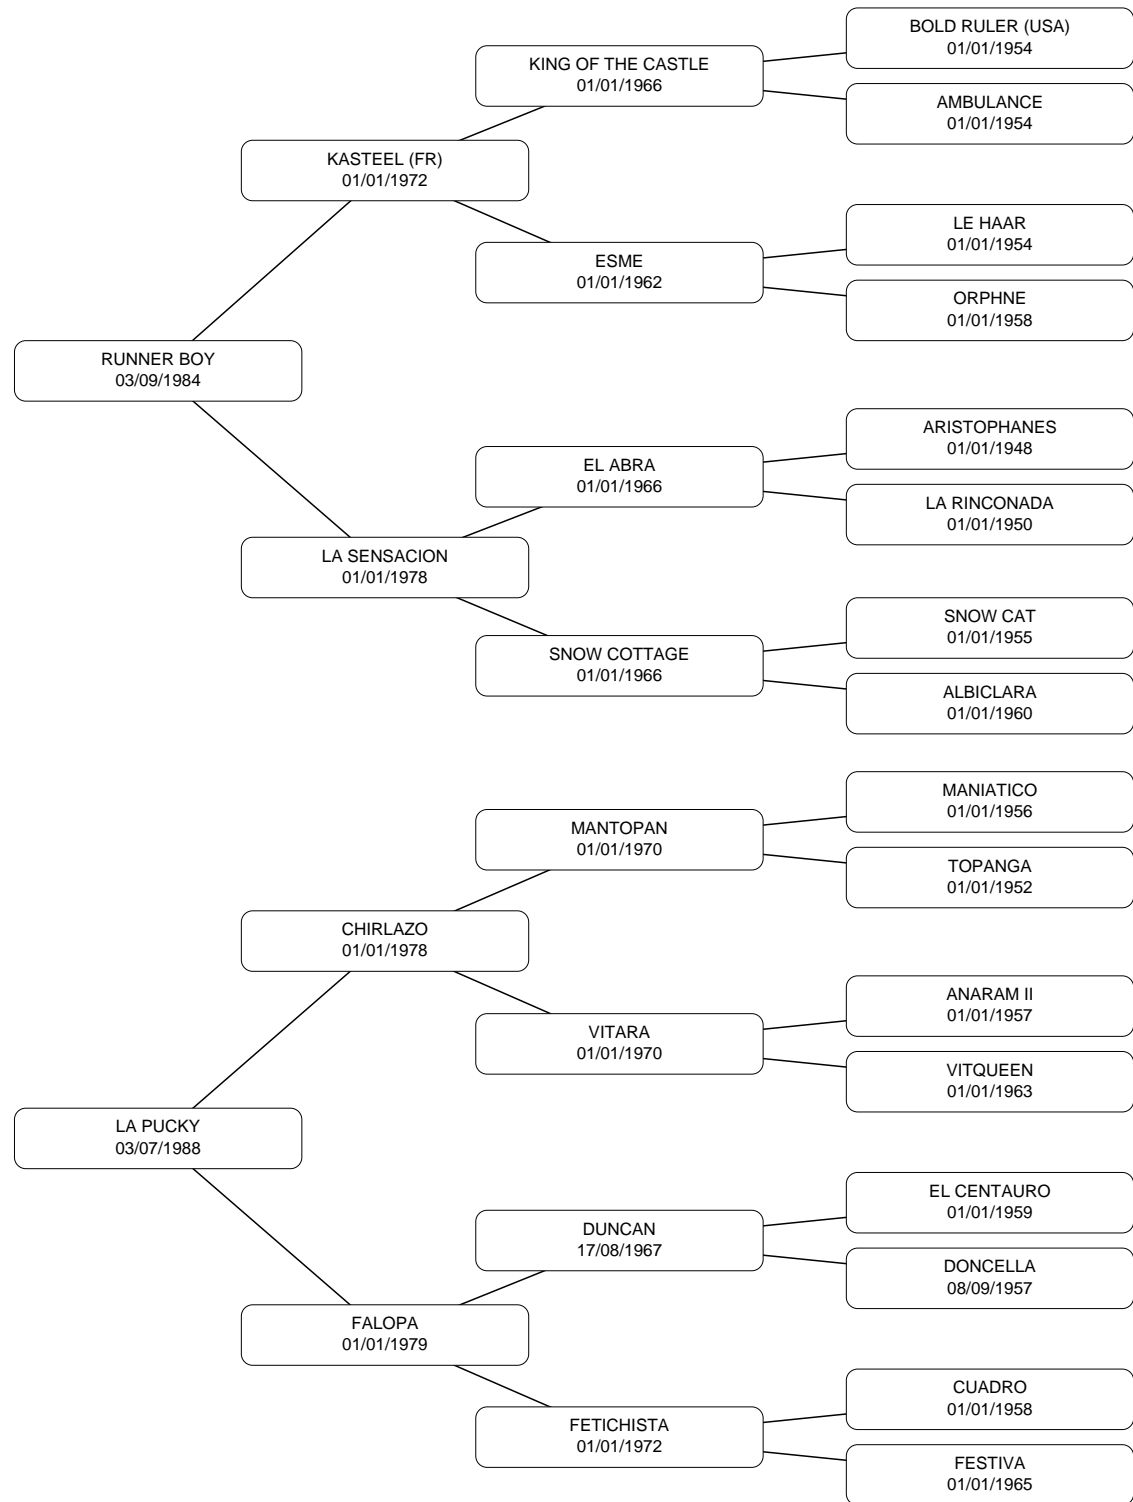 BOLD RULER (USA)
01/01/1954
KING OF THE CASTLE
01/01/1966
AMBULANCE
01/01/1954
KASTEEL (FR)
01/01/1972
LE HAAR
01/01/1954
ESME
01/01/1962
ORPHNE
01/01/1958
RUNNER BOY
03/09/1984
ARISTOPHANES
01/01/1948
EL ABRA
01/01/1966
LA RINCONADA
01/01/1950
LA SENSACION
01/01/1978
SNOW CAT
01/01/1955
SNOW COTTAGE
01/01/1966
ALBICLARA
01/01/1960
MANIATICO
01/01/1956
MANTOPAN
01/01/1970
TOPANGA
01/01/1952
CHIRLAZO
01/01/1978
ANARAM II
01/01/1957
VITARA
01/01/1970
VITQUEEN
01/01/1963
LA PUCKY
03/07/1988
EL CENTAURO
01/01/1959
DUNCAN
17/08/1967
DONCELLA
08/09/1957
FALOPA
01/01/1979
CUADRO
01/01/1958
FETICHISTA
01/01/1972
FESTIVA
01/01/1965